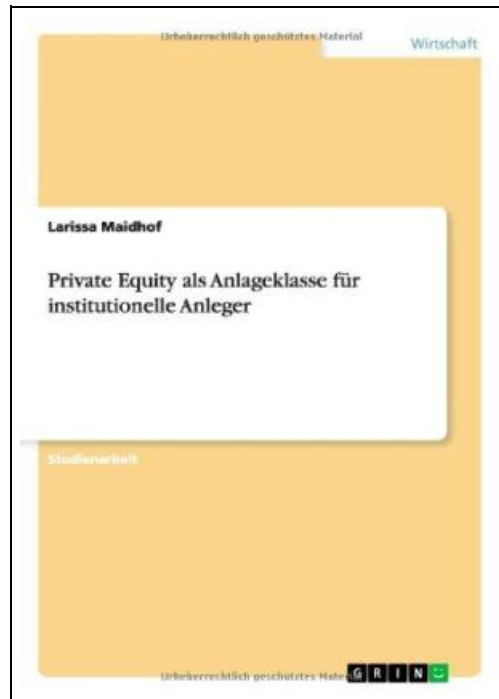 Urheberrechtlich geschütztes Material
Wirtschaft
Larissa Maidhof
Private Equity als Anlageklasse für
institutionelle Anleger
Studienarbeit
Urheberrechtlich geschütztes
GRIN